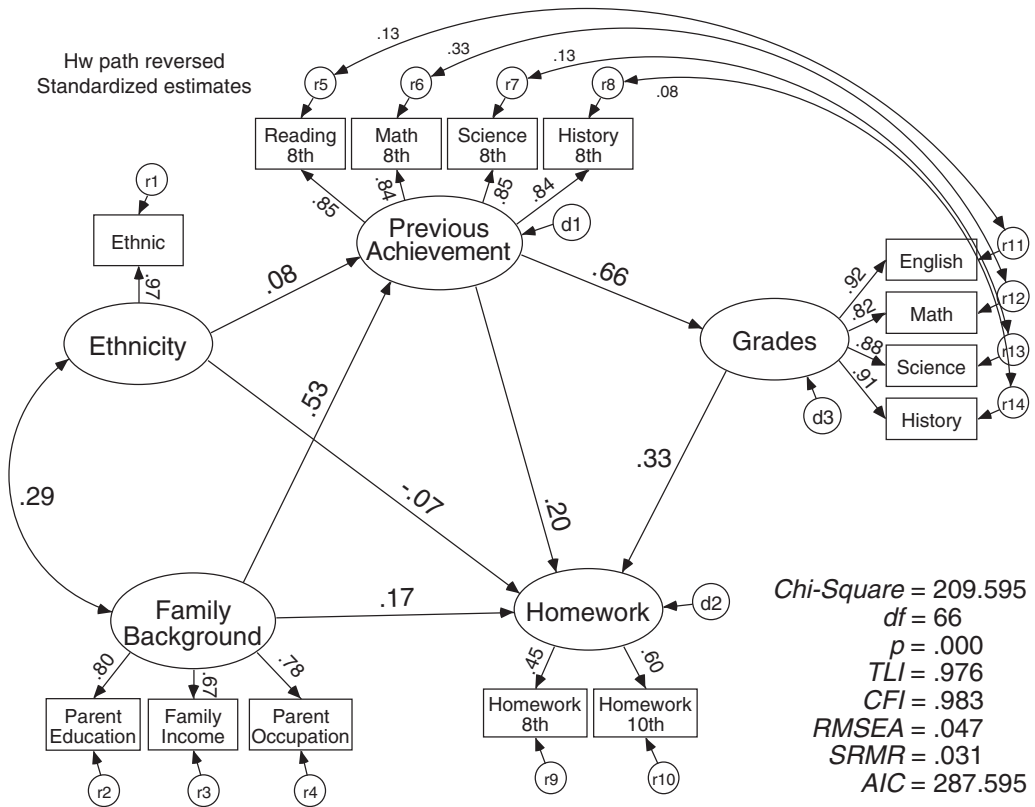 Hw path reversed
Standardized estimates
.13
.33
.13
.08
r5
r6
r7
r8
Reading
8th
Math
8th
Science
8th
History
8th
.85
.84
.85
.84
r1
Ethnic
.97
Previous
Achievement
d1
r11
r12
r13
r14
English
Math
Science
History
.92
.82
.88
.91
.08
.66
Ethnicity
Grades
d3
.53
.29
-.07
.20
.33
Family
Background
.17
Homework
d2
.80
.67
.78
.45
.60
Parent
Education
Family
Income
Parent
Occupation
Homework
8th
Homework
10th
r2
r3
r4
r9
r10
Chi-Square = 209.595
df = 66
p = .000
TLI = .976
CFI = .983
RMSEA = .047
SRMR = .031
AIC = 287.595